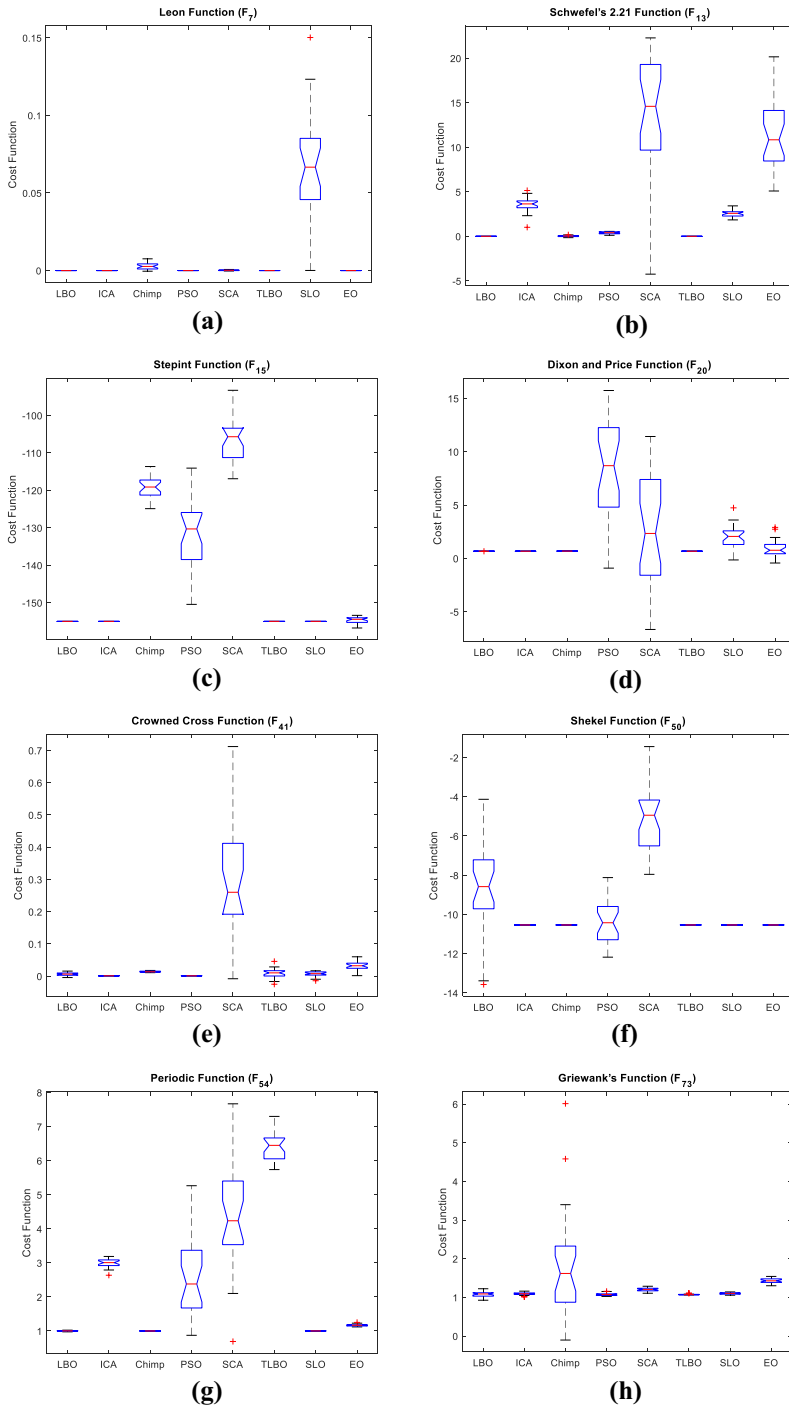 Leon Function (F7)
0.15
0.1
0.05
0
Cost Function
LBO ICA Chimp PSO SCA TLBO SLO EO
(a)
Schwefel's 2.21 Function (F13)
20
15
10
5
0
-5
Cost Function
LBO ICA Chimp PSO SCA TLBO SLO EO
(b)
Stepint Function (F15)
-100
-110
-120
-130
-140
-150
Cost Function
LBO ICA Chimp PSO SCA TLBO SLO EO
(c)
Dixon and Price Function (F20)
15
10
5
0
-5
Cost Function
LBO ICA Chimp PSO SCA TLBO SLO EO
(d)
Crowned Cross Function (F41)
0.7
0.6
0.5
0.4
0.3
0.2
0.1
0
Cost Function
LBO ICA Chimp PSO SCA TLBO SLO EO
(e)
Shekel Function (F50)
-2
-4
-6
-8
-10
-12
-14
Cost Function
LBO ICA Chimp PSO SCA TLBO SLO EO
(f)
Periodic Function (F54)
8
7
6
5
4
3
2
1
Cost Function
LBO ICA Chimp PSO SCA TLBO SLO EO
(g)
Griewank's Function (F73)
6
5
4
3
2
1
0
Cost Function
LBO ICA Chimp PSO SCA TLBO SLO EO
(h)